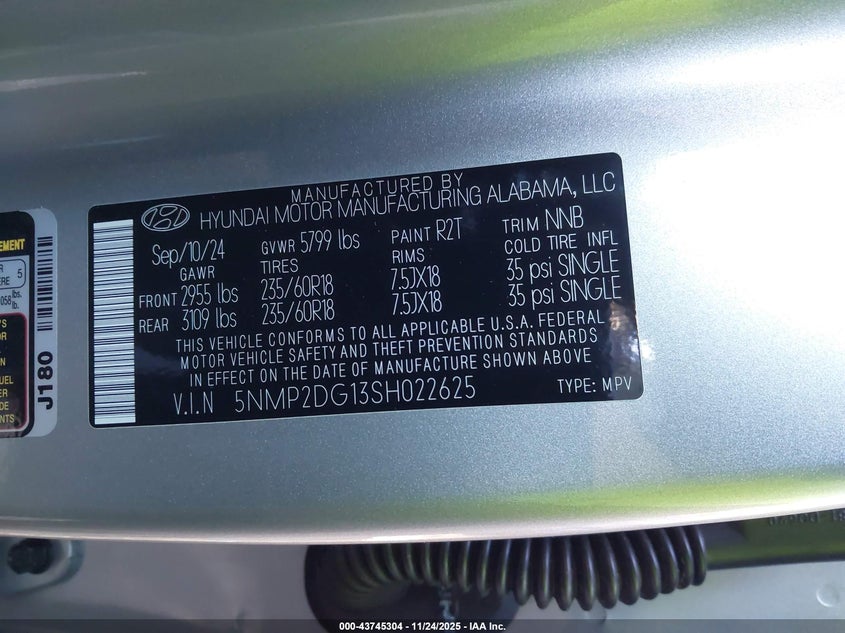 MANUFACTURED BY
HYUNDAI MOTOR MANUFACTURING ALABAMA, LLC
Sep/10/24 GVWR 5799 lbs PAINT R2T TRIM NNB
GAWR TIRES RIMS COLD TIRE INFL
FRONT 2955 lbs 235/60R18 7.5JX18 35 psi SINGLE
REAR 3109 lbs 235/60R18 7.5JX18 35 psi SINGLE
THIS VEHICLE CONFORMS TO ALL APPLICABLE U.S.A. FEDERAL
MOTOR VEHICLE SAFETY AND THEFT PREVENTION STANDARDS
IN EFFECT ON THE DATE OF MANUFACTURE SHOWN ABOVE
V.I.N 5NMP2DG13SH022625 TYPE: MPV
J180
5
lbs.
000-43745304 - 11/24/2025 - IAA Inc.